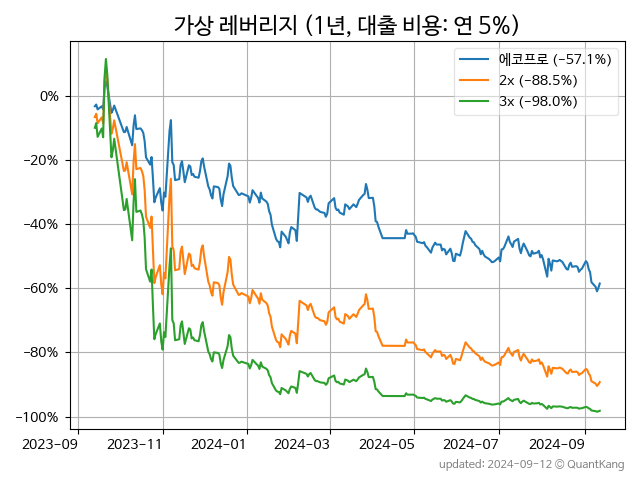 가상 레버리지 (1년, 대출 비용: 연 5%)
에코프로 (−57.1%)
2x (−88.5%)
3x (−98.0%)
0%
−20%
−40%
−60%
−80%
−100%
2023−09 2023−11 2024−01 2024−03 2024−05 2024−07 2024−09
updated: 2024-09-12 © QuantKang